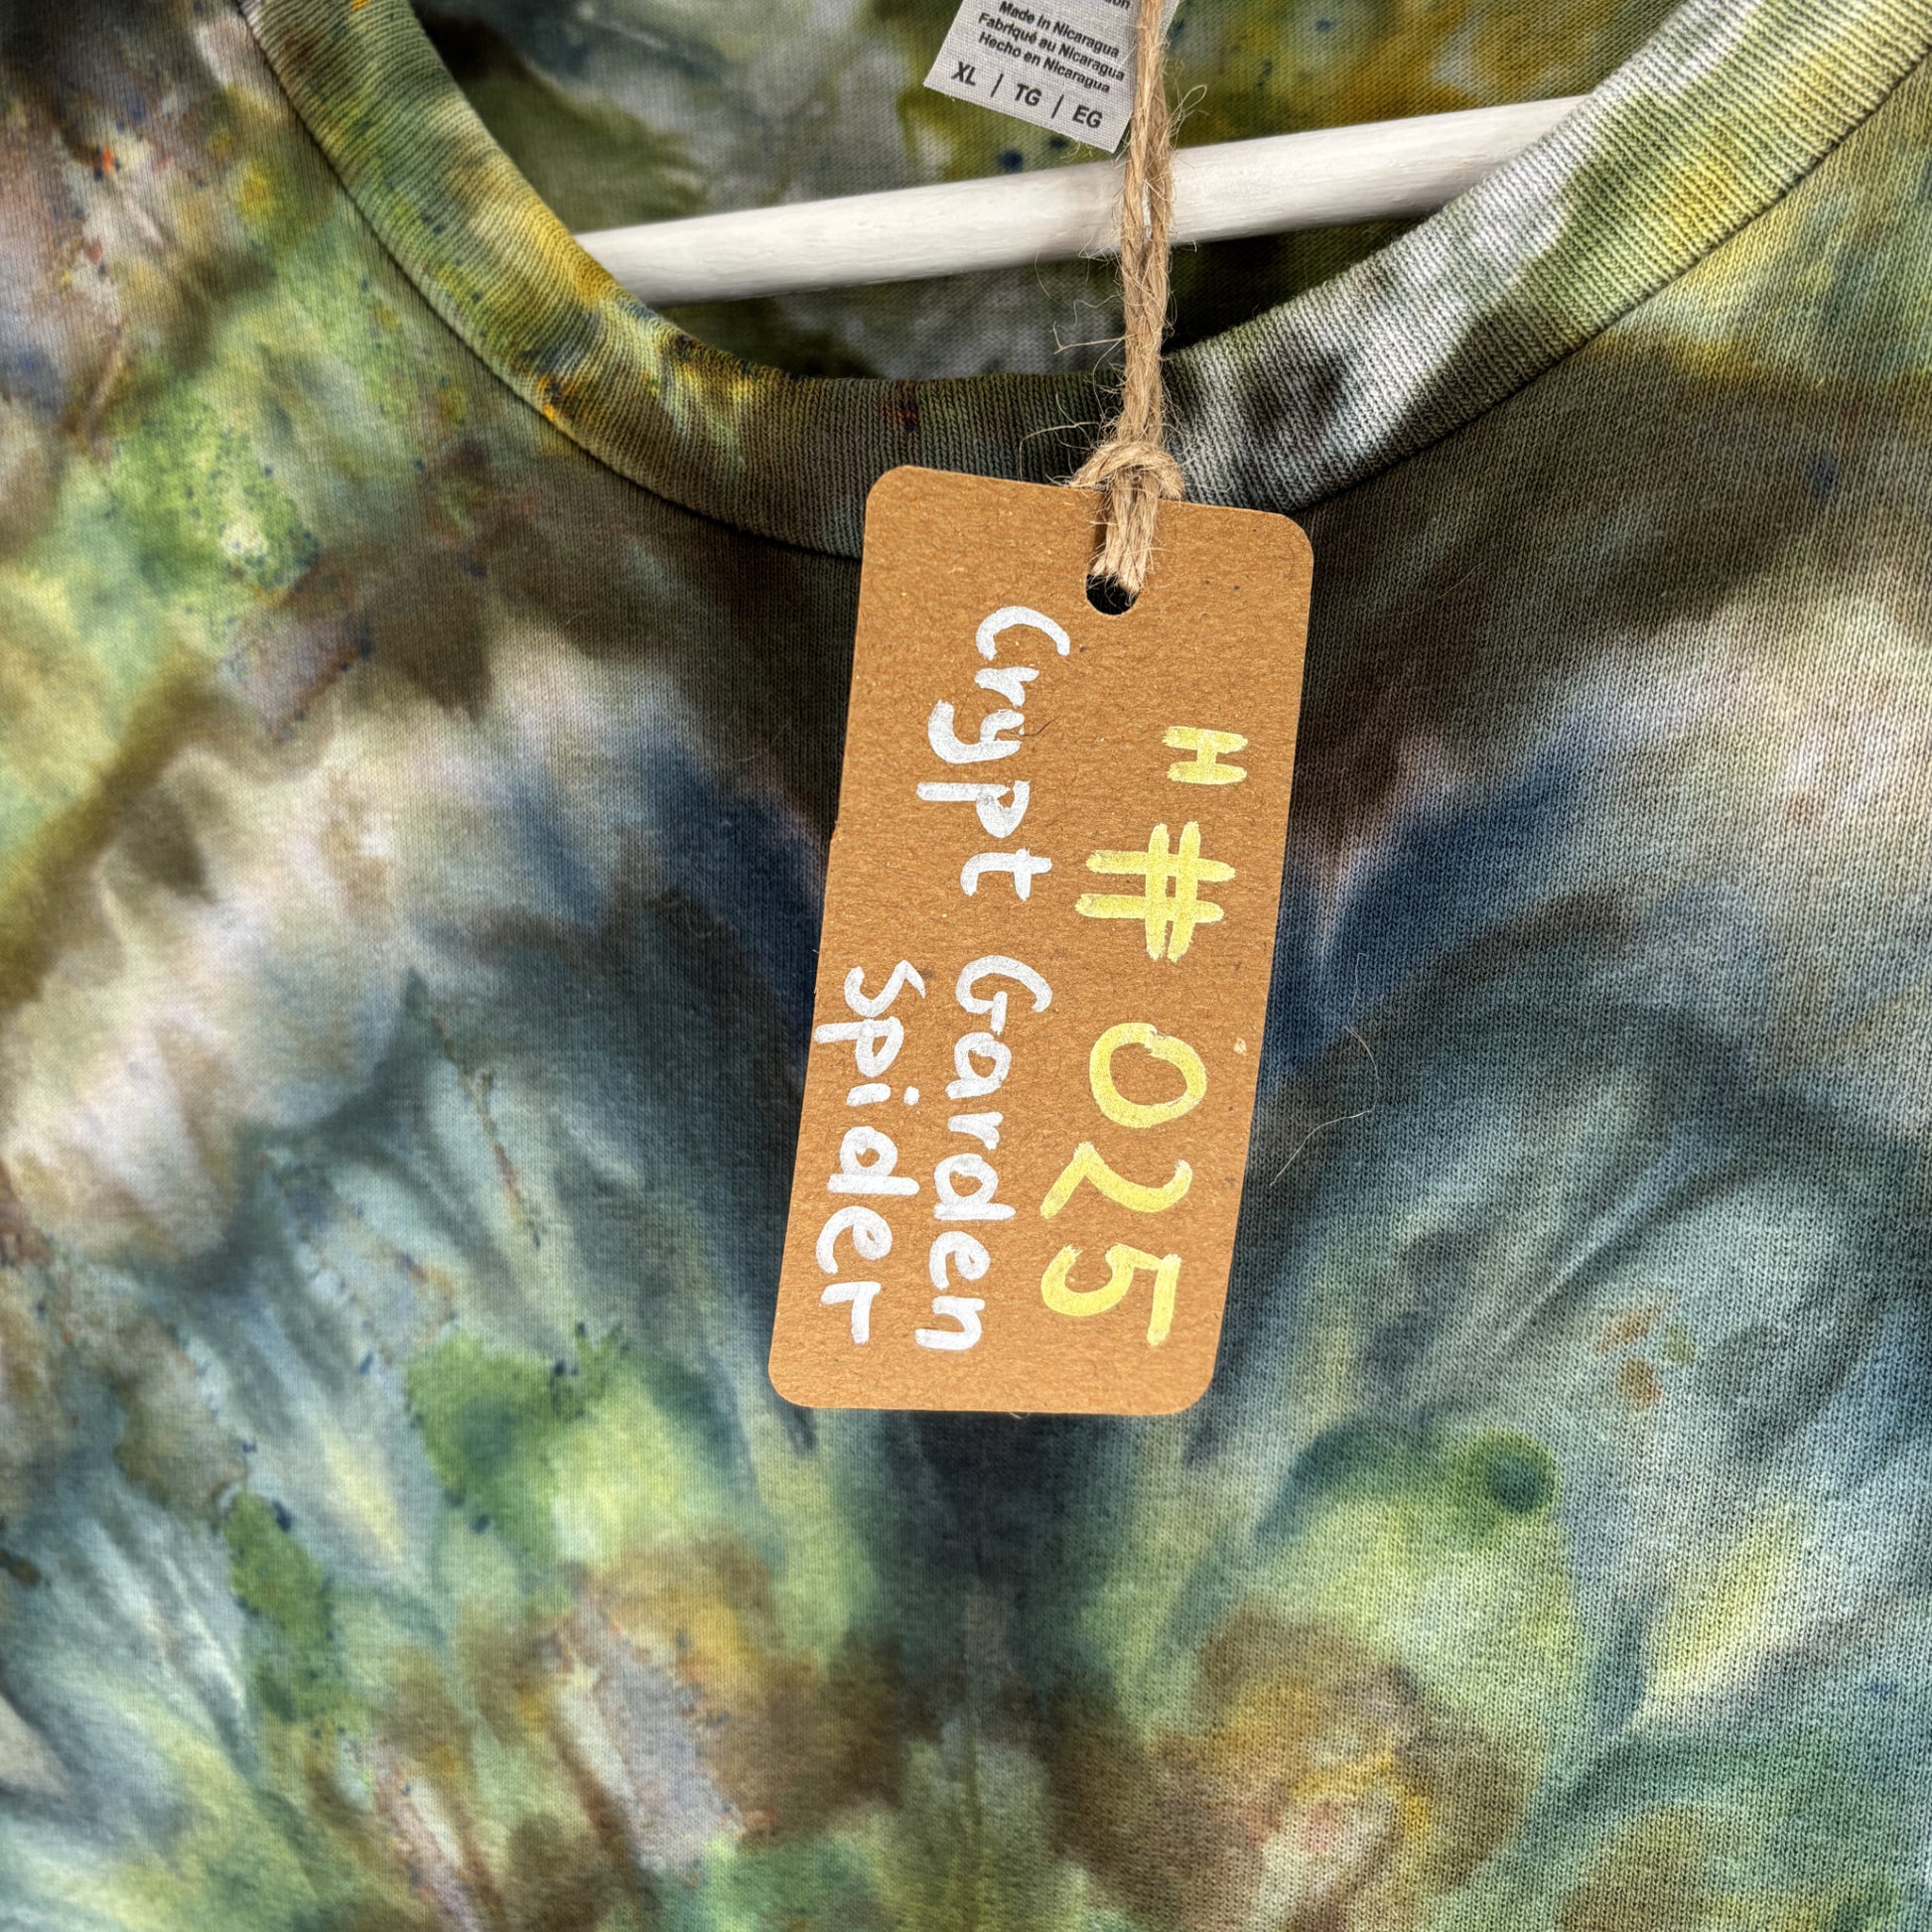 Made in Nicaragua
Fabriqué au Nicaragua
Hecho en Nicaragua
XL | TG | EG
H # 025
Crypt Garden
Spider